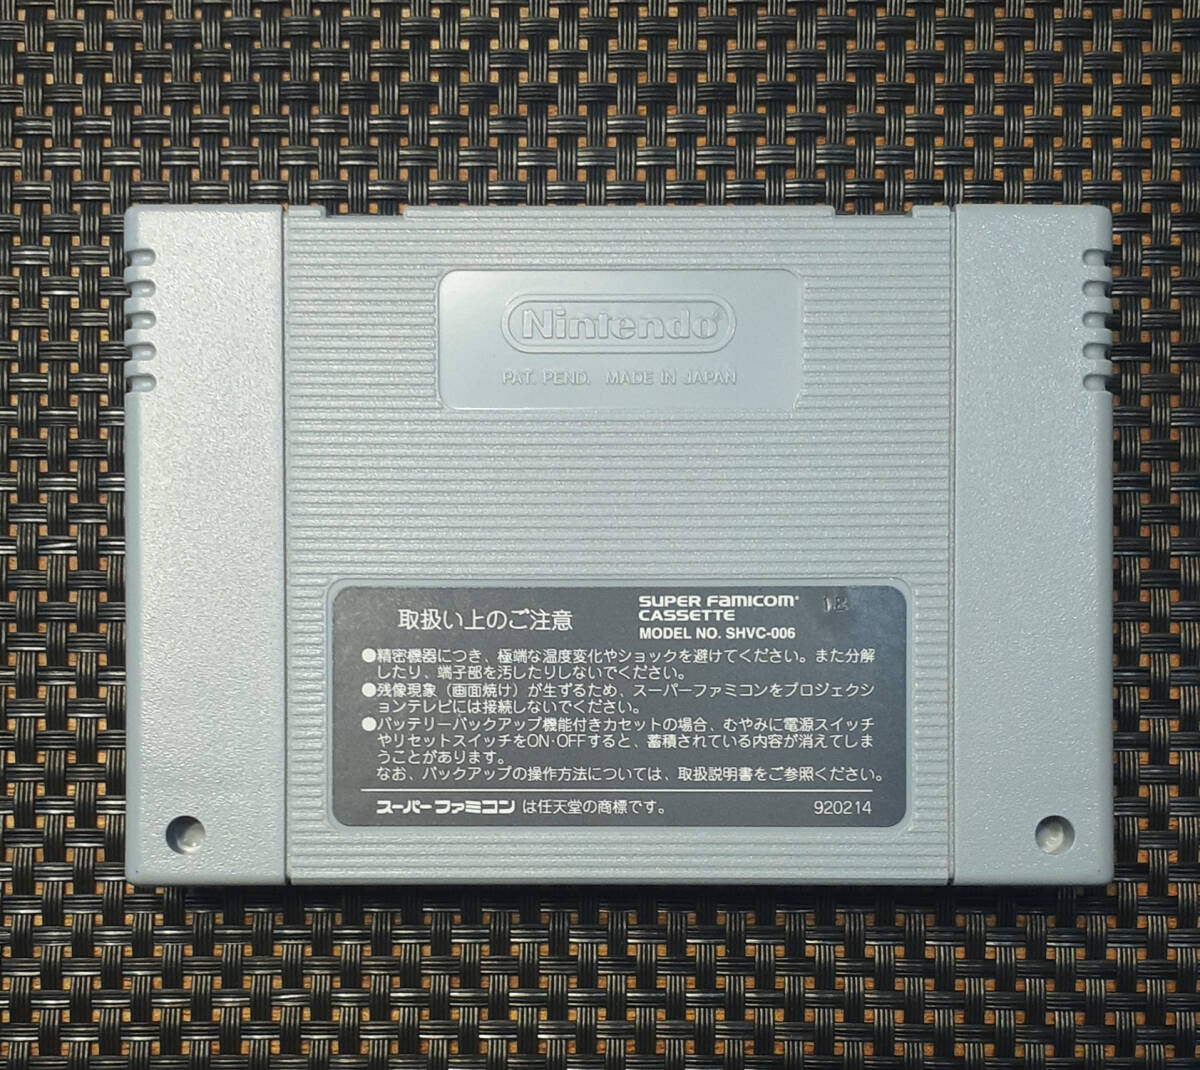 Nintendo®
PAT. PEND. MADE IN JAPAN
取扱い上のご注意
SUPER FAMICOM®
CASSETTE
MODEL NO. SHVC-006
●精密機器につき、極端な温度変化やショックを避けてください。また分解
したり、端子部を汚したりしないでください。
●残像現象（画面焼け）が生ずるため、スーパーファミコンをプロジェクシ
ョンテレビには接続しないでください。
●バッテリーバックアップ機能付きカセットの場合、むやみに電源スイッチ
やリセットスイッチをON･OFFすると、蓄積されている内容が消えてしま
うことがあります。
なお、バックアップの操作方法については、取扱説明書をご参照ください。
スーパーファミコン は任天堂の商標です。 920214